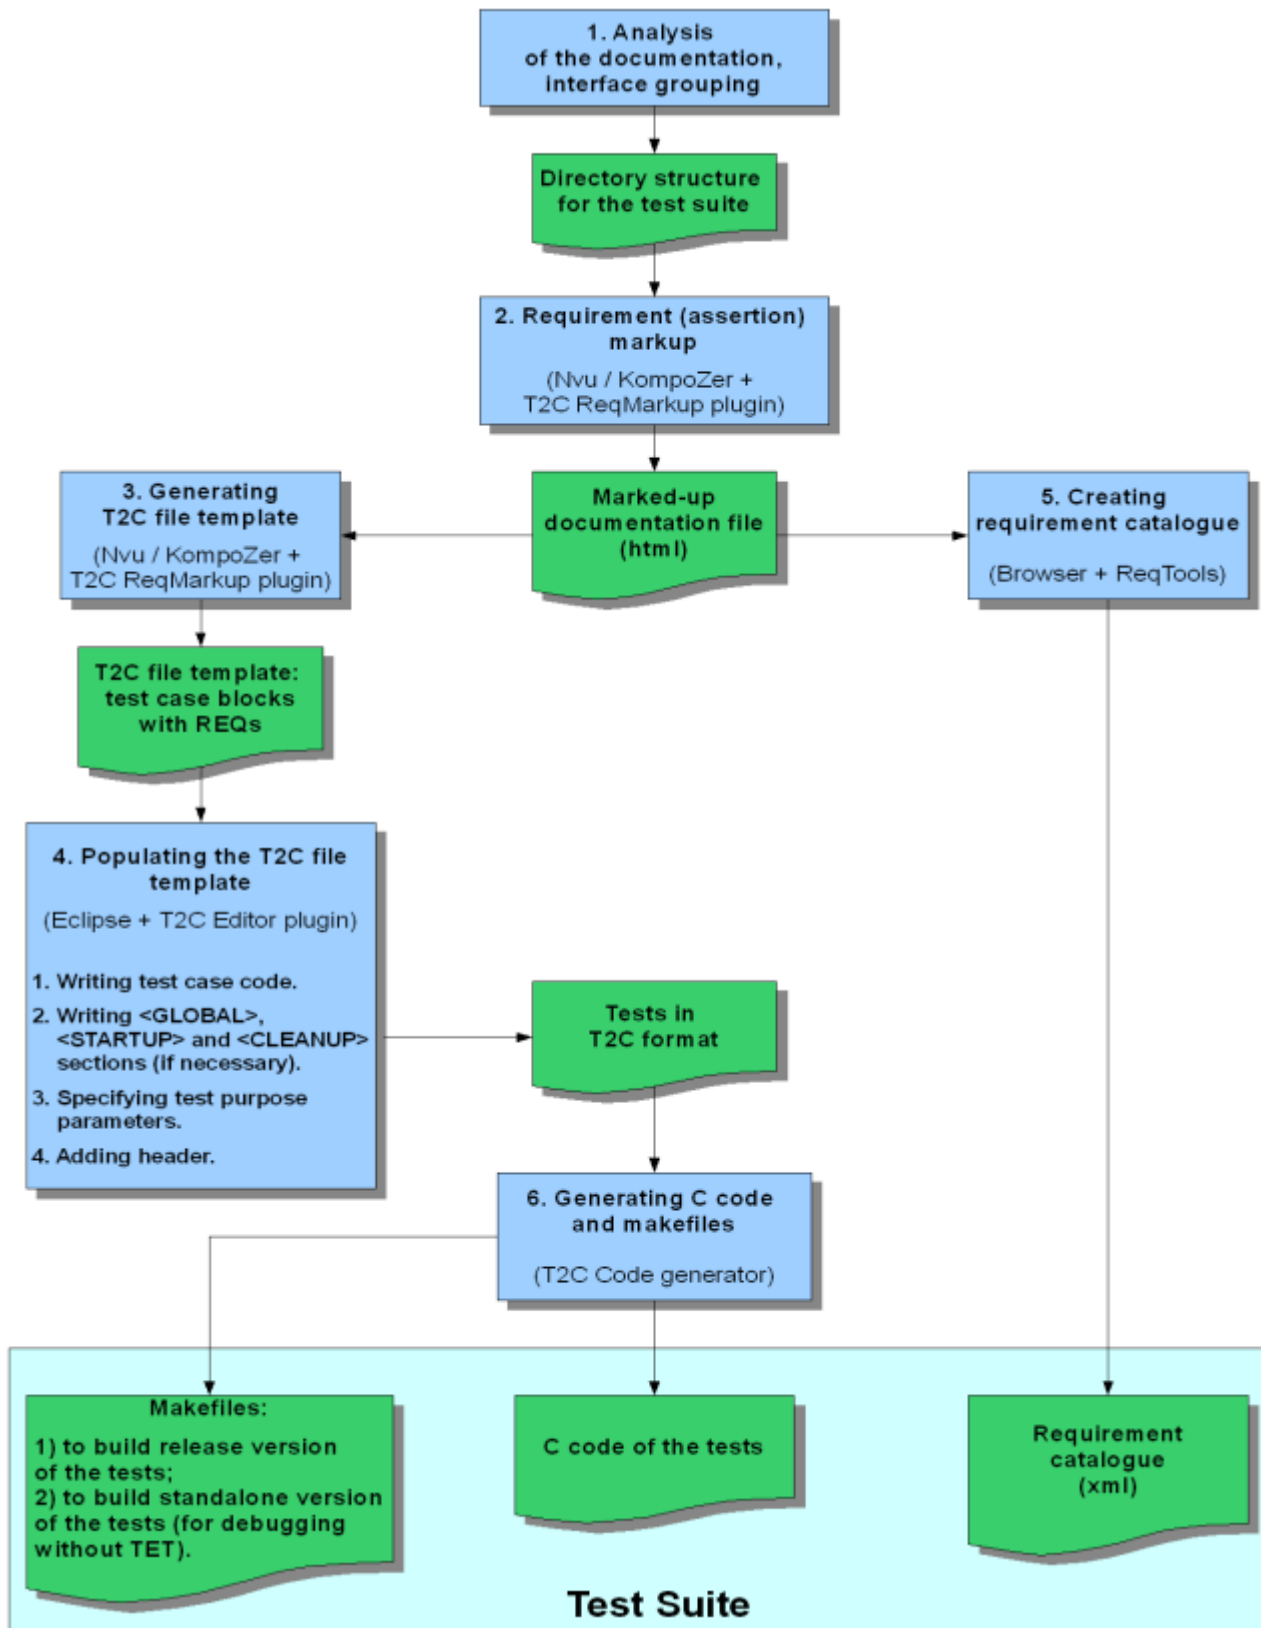 1. Analysis
of the documentation,
interface grouping
Directory structure
for the test suite
2. Requirement (assertion)
markup
(Nvu / KompoZer +
T2C ReqMarkup plugin)
3. Generating
T2C file template
(Nvu / KompoZer +
T2C ReqMarkup plugin)
Marked-up
documentation file
(html)
5. Creating
requirement catalogue
(Browser + ReqTools)
T2C file template:
test case blocks
with REQs
4. Populating the T2C file
template
(Eclipse + T2C Editor plugin)
1. Writing test case code.
2. Writing <GLOBAL>,
<STARTUP> and <CLEANUP>
sections (if necessary).
3. Specifying test purpose
parameters.
4. Adding header.
Tests in
T2C format
6. Generating C code
and makefiles
(T2C Code generator)
Makefiles:
1) to build release version
of the tests;
2) to build standalone version
of the tests (for debugging
without TET).
C code of the tests
Requirement
catalogue
(xml)
Test Suite